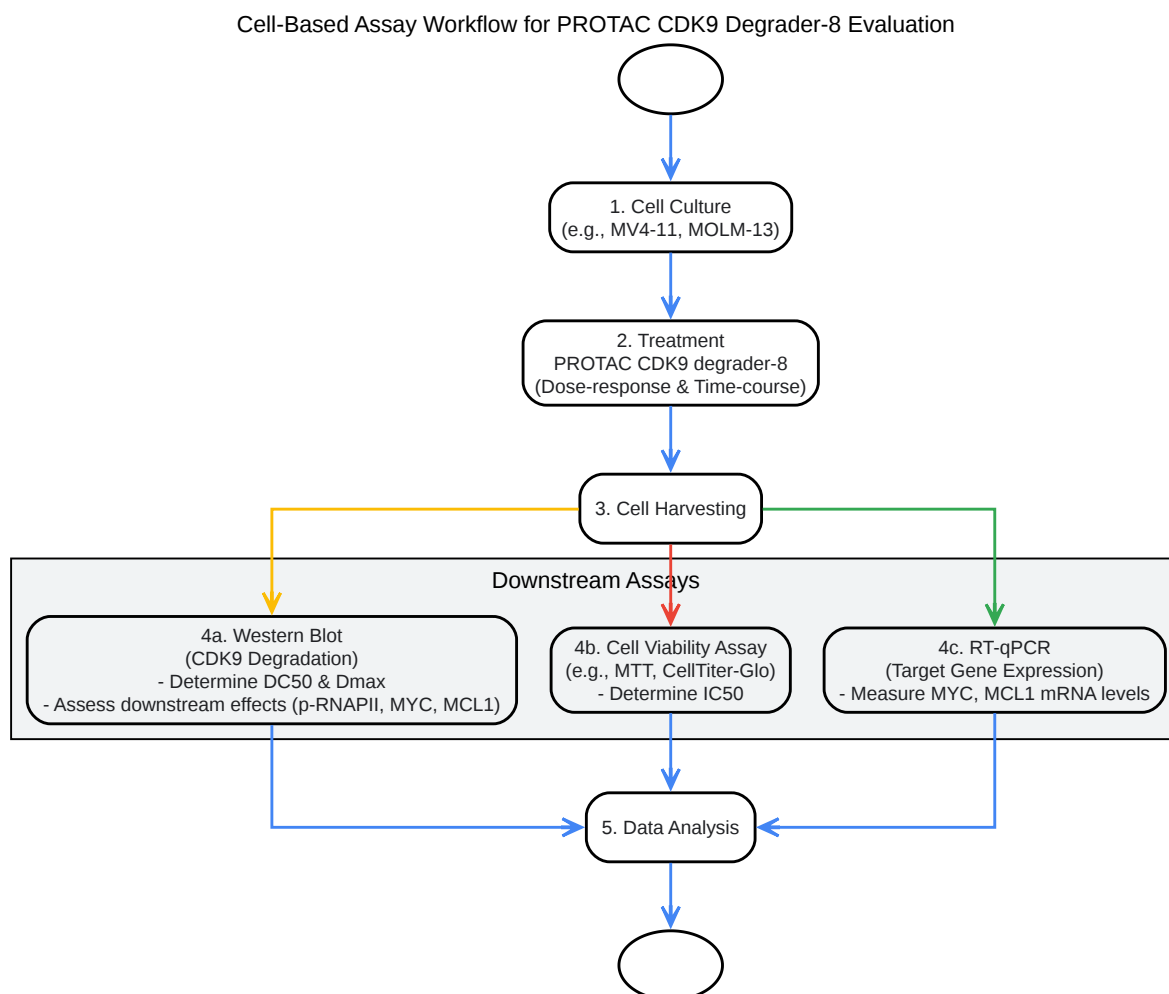 Cell-Based Assay Workflow for PROTAC CDK9 Degrader-8 Evaluation
1. Cell Culture
(e.g., MV4-11, MOLM-13)
2. Treatment
PROTAC CDK9 degrader-8
(Dose-response & Time-course)
3. Cell Harvesting
Downstream Assays
4a. Western Blot
(CDK9 Degradation)
- Determine DC50 & Dmax
- Assess downstream effects (p-RNAPII, MYC, MCL1)
4b. Cell Viability Assay
(e.g., MTT, CellTiter-Glo)
- Determine IC50
4c. RT-qPCR
(Target Gene Expression)
- Measure MYC, MCL1 mRNA levels
5. Data Analysis